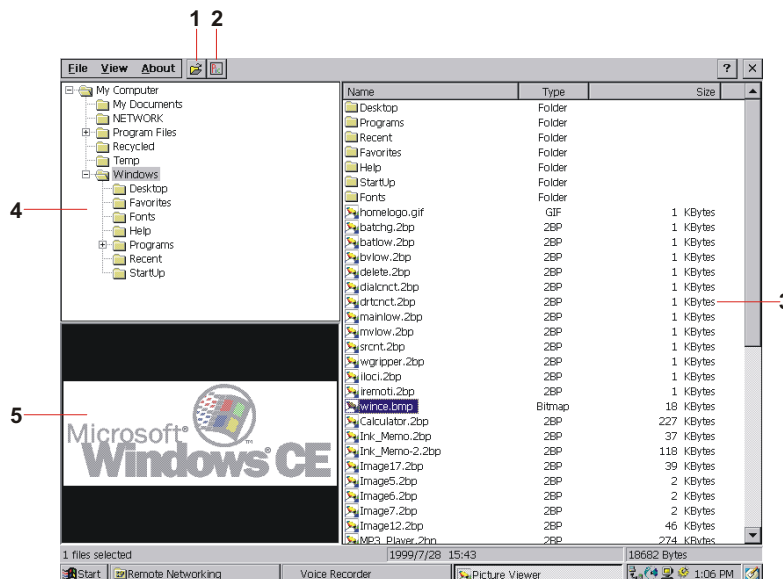 1 2
File View About ? ×
My Computer
My Documents
NETWORK
Program Files
Recycled
Temp
Windows
Desktop
Favorites
Fonts
Help
Programs
Recent
StartUp
4
Name Type Size
Desktop Folder
Programs Folder
Recent Folder
Favorites Folder
Help Folder
StartUp Folder
Fonts Folder
homelogo.gif GIF 1 KBytes
batchg.2bp 2BP 1 KBytes
batlow.2bp 2BP 1 KBytes
bvlow.2bp 2BP 1 KBytes
delete.2bp 2BP 1 KBytes
dialcnct.2bp 2BP 1 KBytes
drtcnct.2bp 2BP 1 KBytes
mainlow.2bp 2BP 1 KBytes
mvlow.2bp 2BP 1 KBytes
srcnt.2bp 2BP 1 KBytes
wgripper.2bp 2BP 1 KBytes
iloci.2bp 2BP 1 KBytes
iremoti.2bp 2BP 1 KBytes
wince.bmp Bitmap 18 KBytes
Calculator.2bp 2BP 227 KBytes
Ink_Memo.2bp 2BP 37 KBytes
Ink_Memo-2.2bp 2BP 118 KBytes
Image17.2bp 2BP 39 KBytes
Image5.2bp 2BP 2 KBytes
Image6.2bp 2BP 2 KBytes
Image7.2bp 2BP 2 KBytes
Image12.2bp 2BP 46 KBytes
MP3_Player.2bp 2BP 274 KBytes
3
5
Microsoft®
Windows CE
1 files selected 1999/7/28 15:43 18682 Bytes
Start Remote Networking Voice Recorder Picture Viewer 1:06 PM